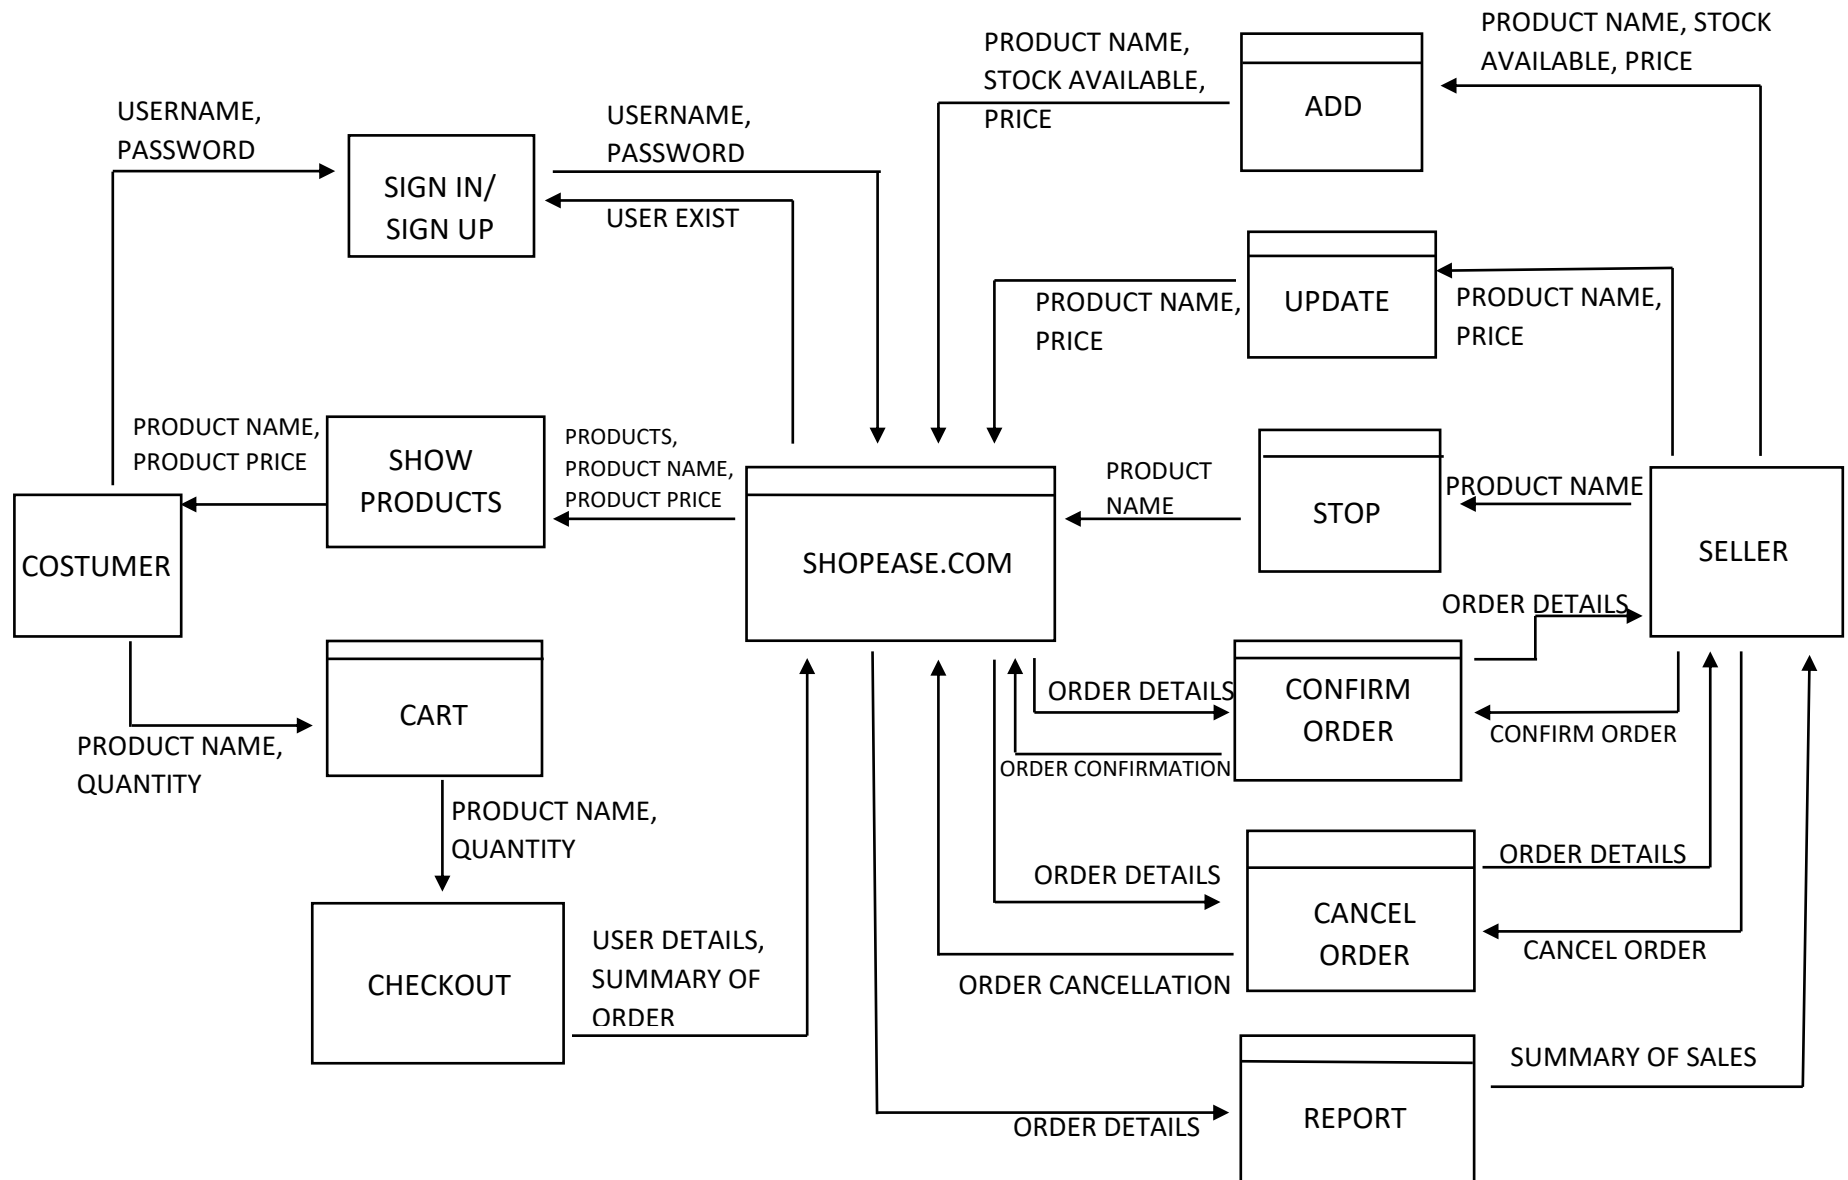 PRODUCT NAME, STOCK
AVAILABLE, PRICE
PRODUCT NAME,
STOCK AVAILABLE,
PRICE
ADD
USERNAME,
PASSWORD
USERNAME,
PASSWORD
SIGN IN/
SIGN UP
USER EXIST
PRODUCT NAME,
PRICE
UPDATE
PRODUCT NAME,
PRICE
PRODUCT NAME,
PRODUCT PRICE
SHOW
PRODUCTS
PRODUCTS,
PRODUCT NAME,
PRODUCT PRICE
PRODUCT
NAME
STOP
PRODUCT NAME
COSTUMER
SHOPEASE.COM
SELLER
ORDER DETAILS
CART
ORDER DETAILS
CONFIRM
ORDER
CONFIRM ORDER
ORDER CONFIRMATION
PRODUCT NAME,
QUANTITY
PRODUCT NAME,
QUANTITY
ORDER DETAILS
CANCEL
ORDER
ORDER DETAILS
CANCEL ORDER
ORDER CANCELLATION
CHECKOUT
USER DETAILS,
SUMMARY OF
ORDER
SUMMARY OF SALES
REPORT
ORDER DETAILS